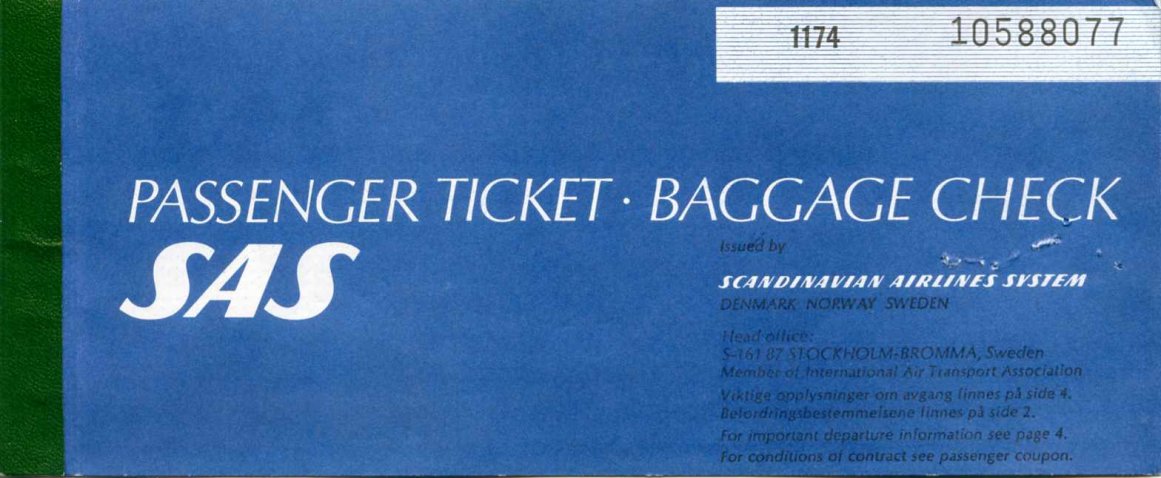 1174 10588077
PASSENGER TICKET · BAGGAGE CHECK
SAS
Issued by
SCANDINAVIAN AIRLINES SYSTEM
DENMARK NORWAY SWEDEN
Head office:
S-161 87 STOCKHOLM-BROMMA, Sweden
Member of International Air Transport Association
Viktige opplysninger om avgang finnes på side 4.
Befordringsbestemmelsene finnes på side 2.
For important departure information see page 4.
For conditions of contract see passenger coupon.